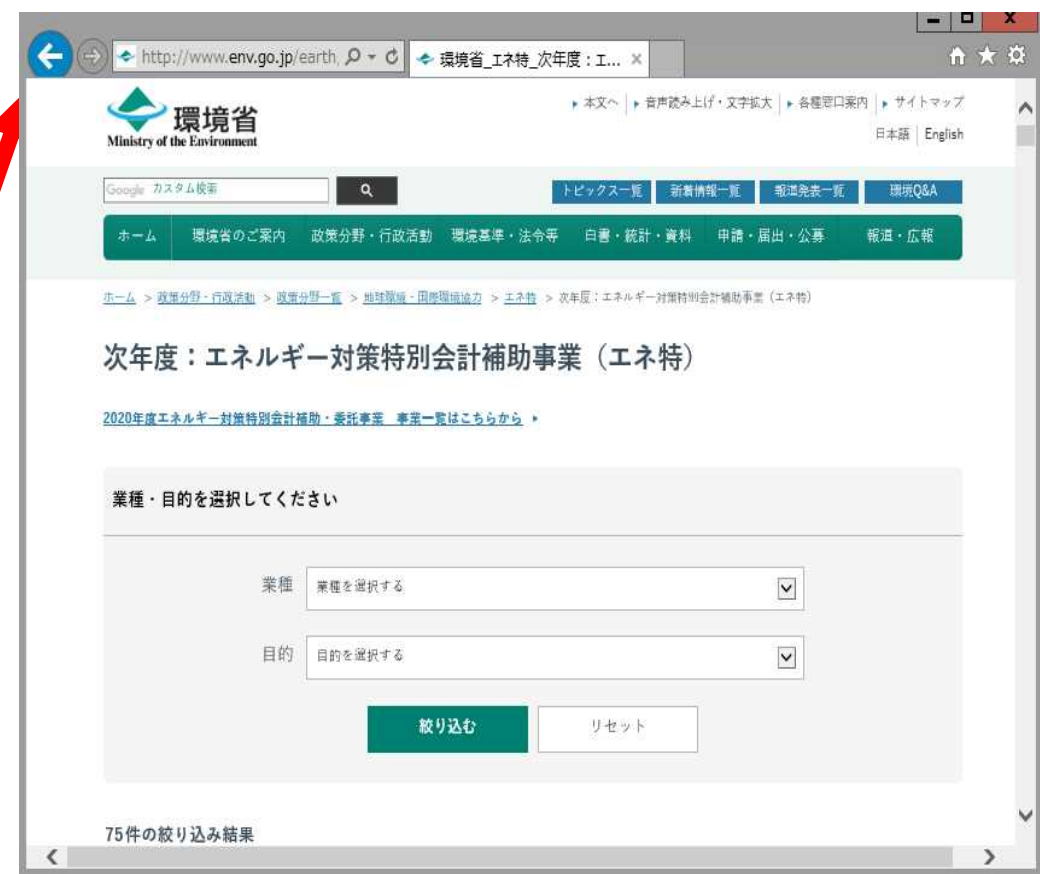 http://www.env.go.jp/earth,
環境省_エネ特_次年度：エ... ×
環境省
Ministry of the Environment
本文へ
音声読み上げ・文字拡大
各種窓口案内
サイトマップ
日本語
English
Google カスタム検索
トピックス一覧
新着情報一覧
報道発表一覧
環境Q&A
ホーム
環境省のご案内
政策分野・行政活動
環境基準・法令等
白書・統計・資料
申請・届出・公募
報道・広報
ホーム > 政策分野・行政活動 > 政策分野一覧 > 地球環境・国際環境協力 > エネ特 > 次年度：エネルギー対策特別会計補助事業（エネ特）
次年度：エネルギー対策特別会計補助事業（エネ特）
2020年度エネルギー対策特別会計補助・委託事業　事業一覧はこちらから
業種・目的を選択してください
業種
業種を選択する
目的
目的を選択する
絞り込む
リセット
75件の絞り込み結果